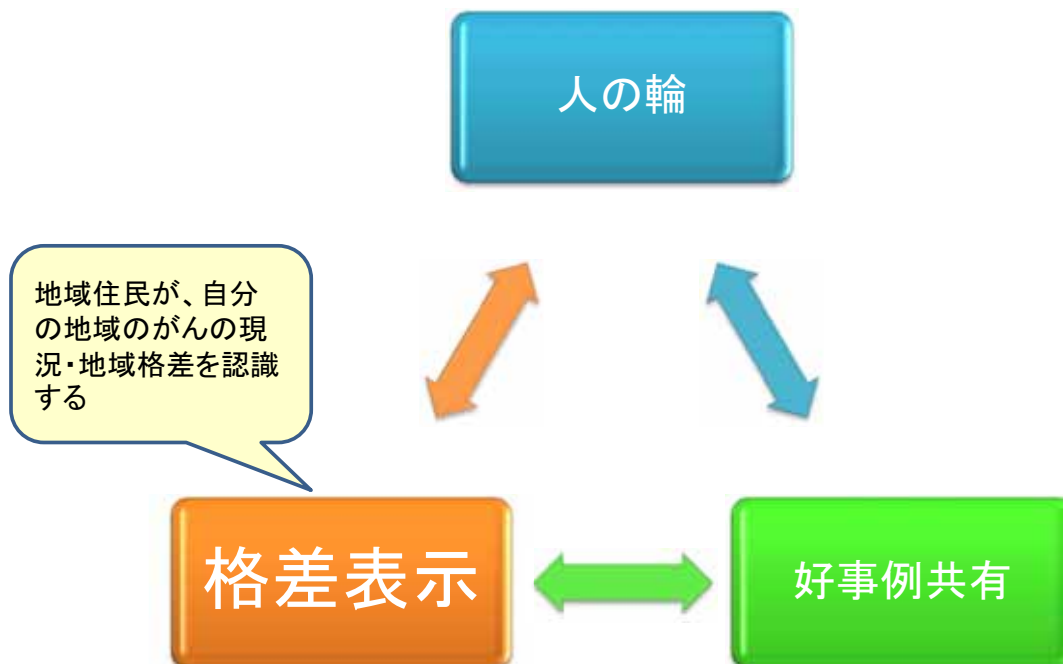 人の輪
地域住民が、自分
の地域のがんの現
況・地域格差を認識
する
格差表示
好事例共有